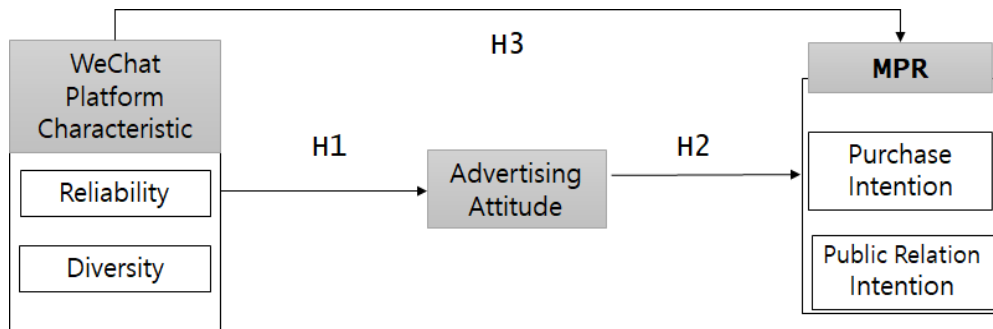 WeChat
Platform
Characteristic
Reliability
Diversity
H1
H3
Advertising
Attitude
H2
MPR
Purchase
Intention
Public Relation
Intention